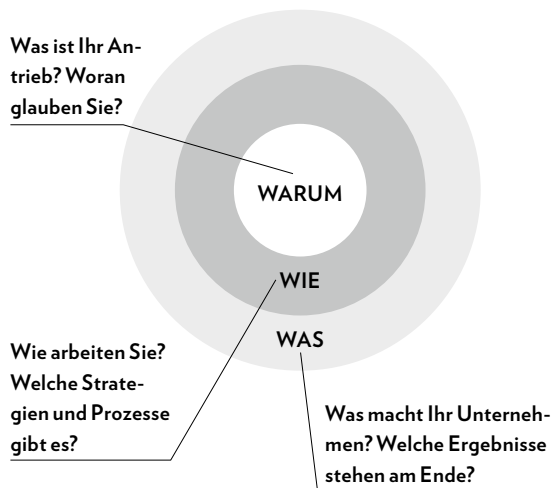 Was ist Ihr An-
trieb? Woran
glauben Sie?
WARUM
WIE
WAS
Wie arbeiten Sie?
Welche Strate-
gien und Prozesse
gibt es?
Was macht Ihr Unterneh-
men? Welche Ergebnisse
stehen am Ende?